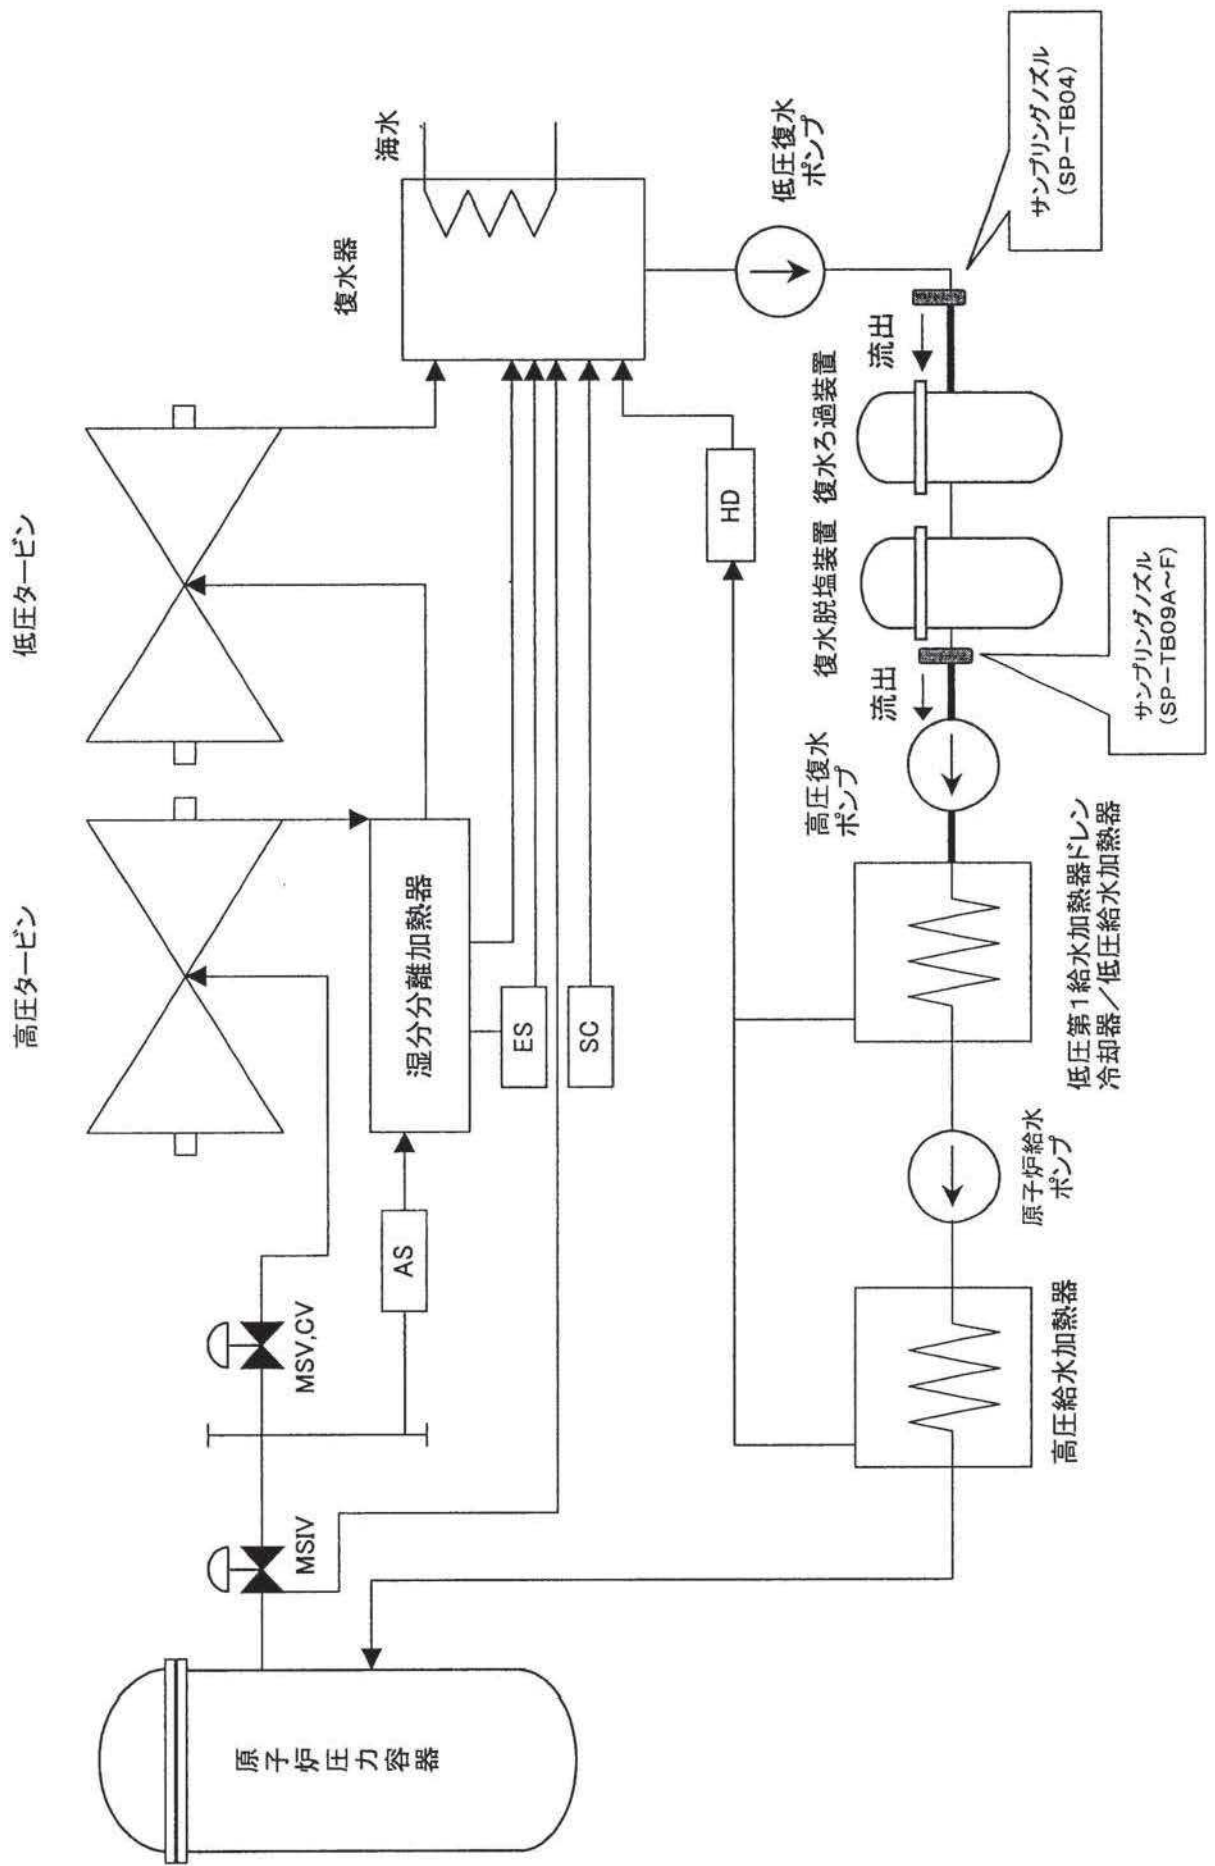 高圧タービン
低圧タービン
復水器
海水
MSIV
MSV,CV
AS
湿分分離加熱器
ES
SC
HD
原子炉圧力容器
高圧給水加熱器
原子炉給水
ポンプ
低圧第1給水加熱器ドレン
冷却器／低圧給水加熱器
高圧復水
ポンプ
流出
復水脱塩装置
復水ろ過装置
流出
低圧復水
ポンプ
サンプリングノズル
(SP－TB09A～F)
サンプリングノズル
(SP－TB04)